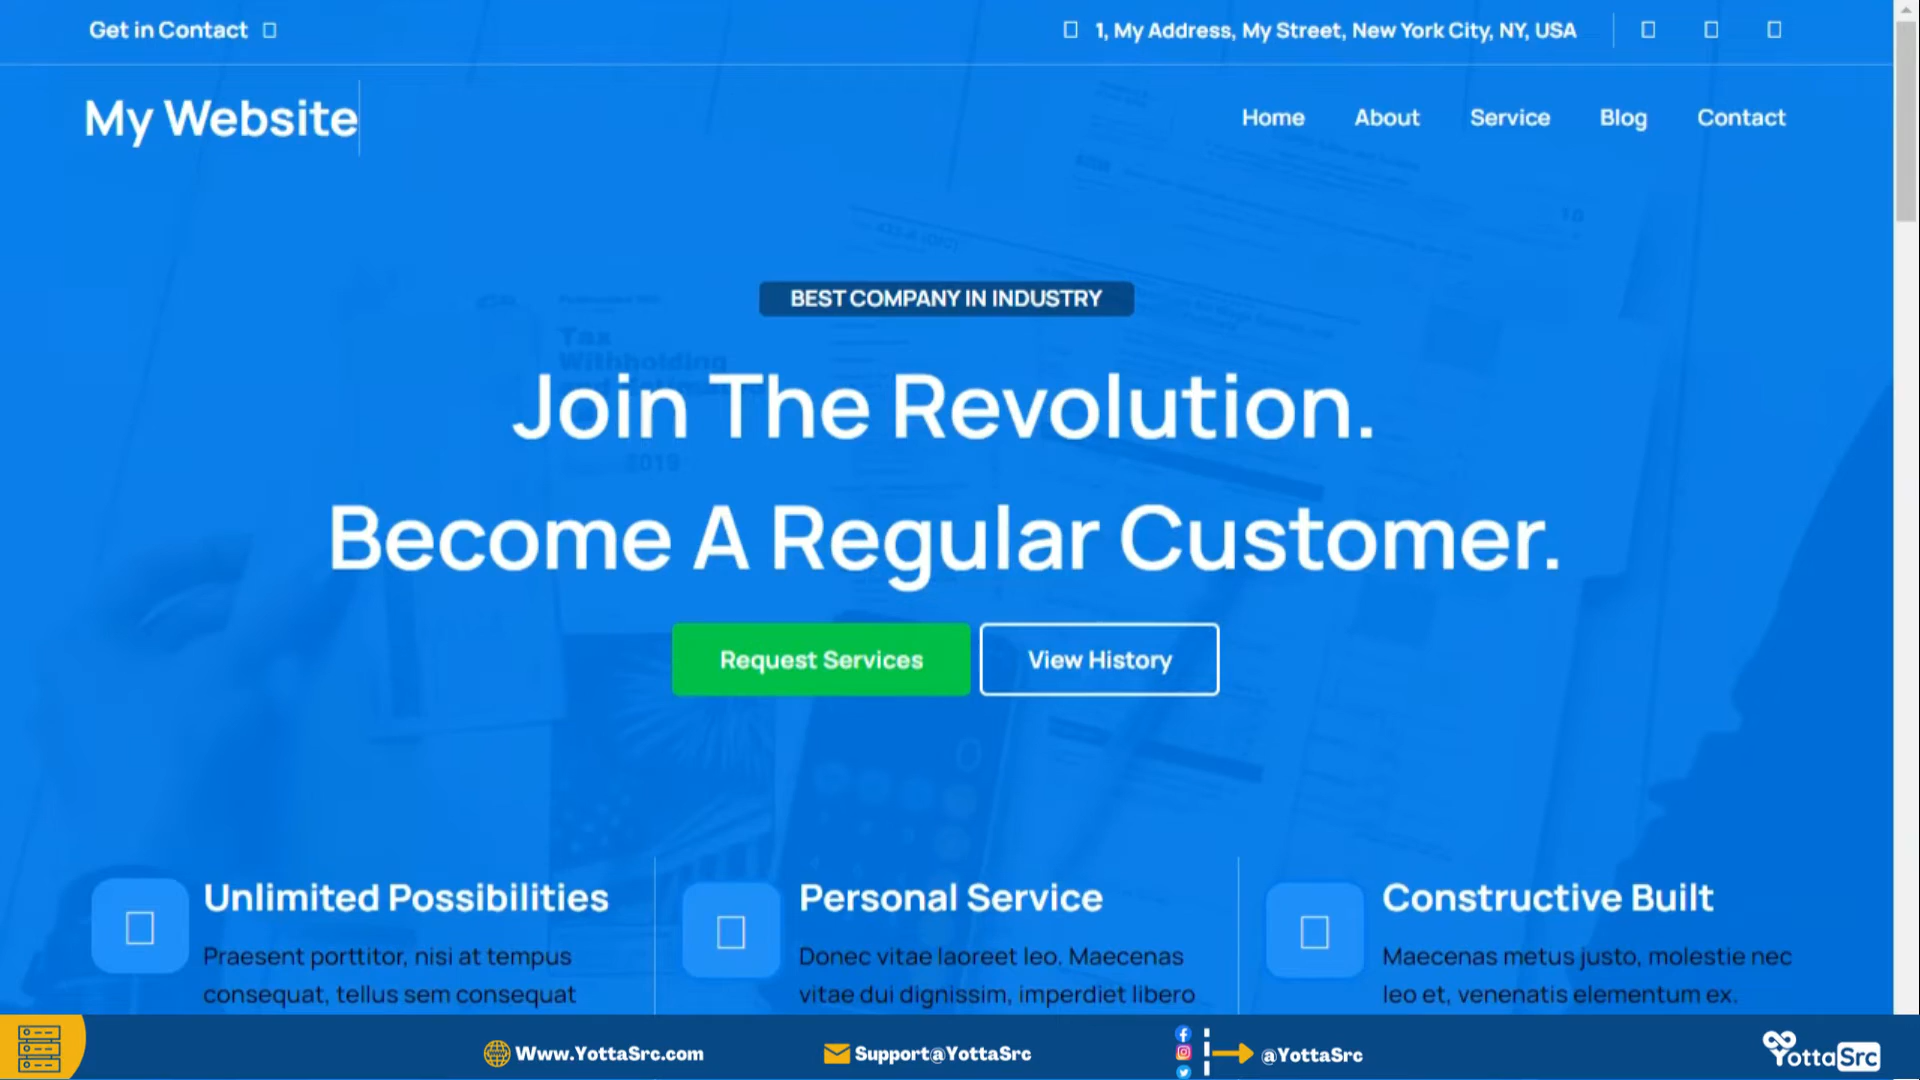 Get in Contact
1, My Address, My Street, New York City, NY, USA
My Website
Home About Service Blog Contact
BEST COMPANY IN INDUSTRY
Tax
Withholding
2019
Join The Revolution.
Become A Regular Customer.
Request Services View History
Unlimited Possibilities
Praesent porttitor, nisi at tempus
consequat, tellus sem consequat
Personal Service
Donec vitae laoreet leo. Maecenas
vitae dui dignissim, imperdiet libero
Constructive Built
Maecenas metus justo, molestie nec
leo et, venenatis elementum ex.
Www.YottaSrc.com Support@YottaSrc @YottaSrc YottaSrc